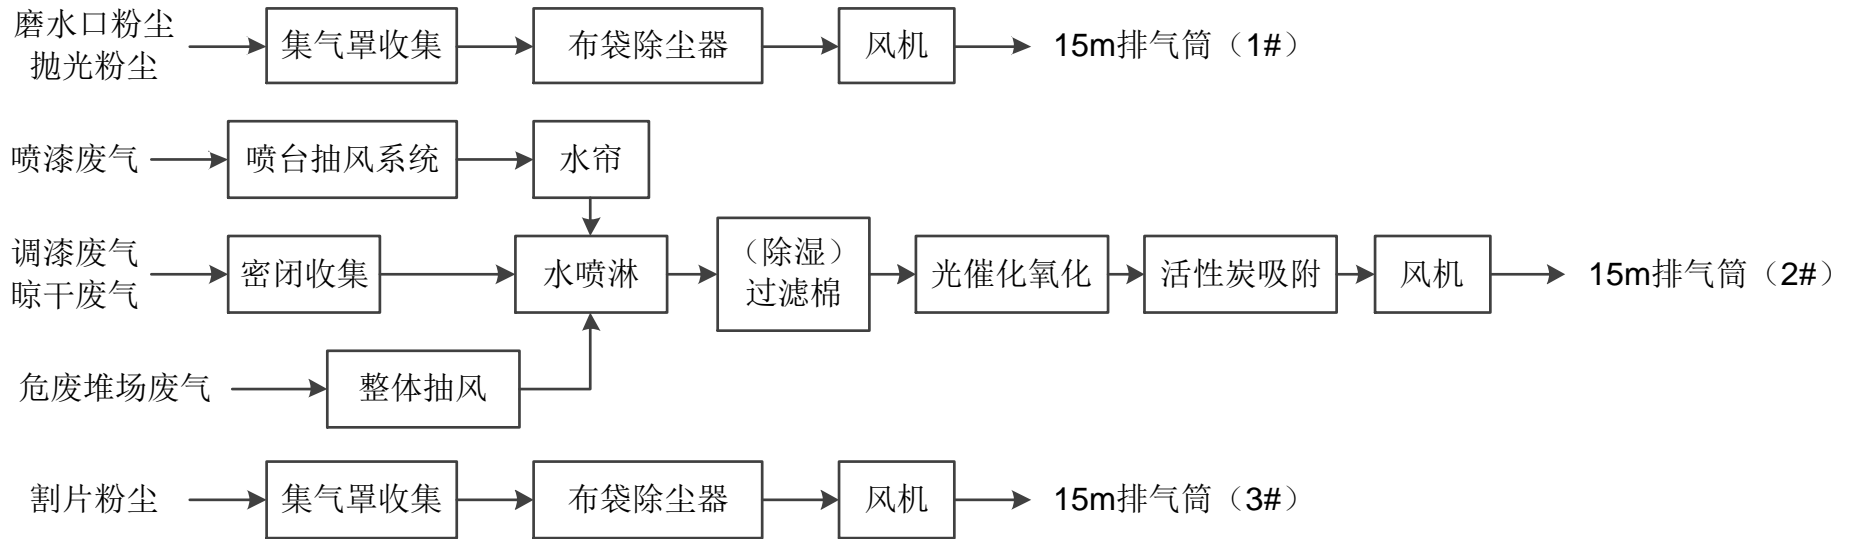 磨水口粉尘
抛光粉尘
集气罩收集
布袋除尘器
风机
15m排气筒（1#）
喷漆废气
喷台抽风系统
水帘
调漆废气
晾干废气
密闭收集
水喷淋
（除湿）
过滤棉
光催化氧化
活性炭吸附
风机
15m排气筒（2#）
危废堆场废气
整体抽风
割片粉尘
集气罩收集
布袋除尘器
风机
15m排气筒（3#）